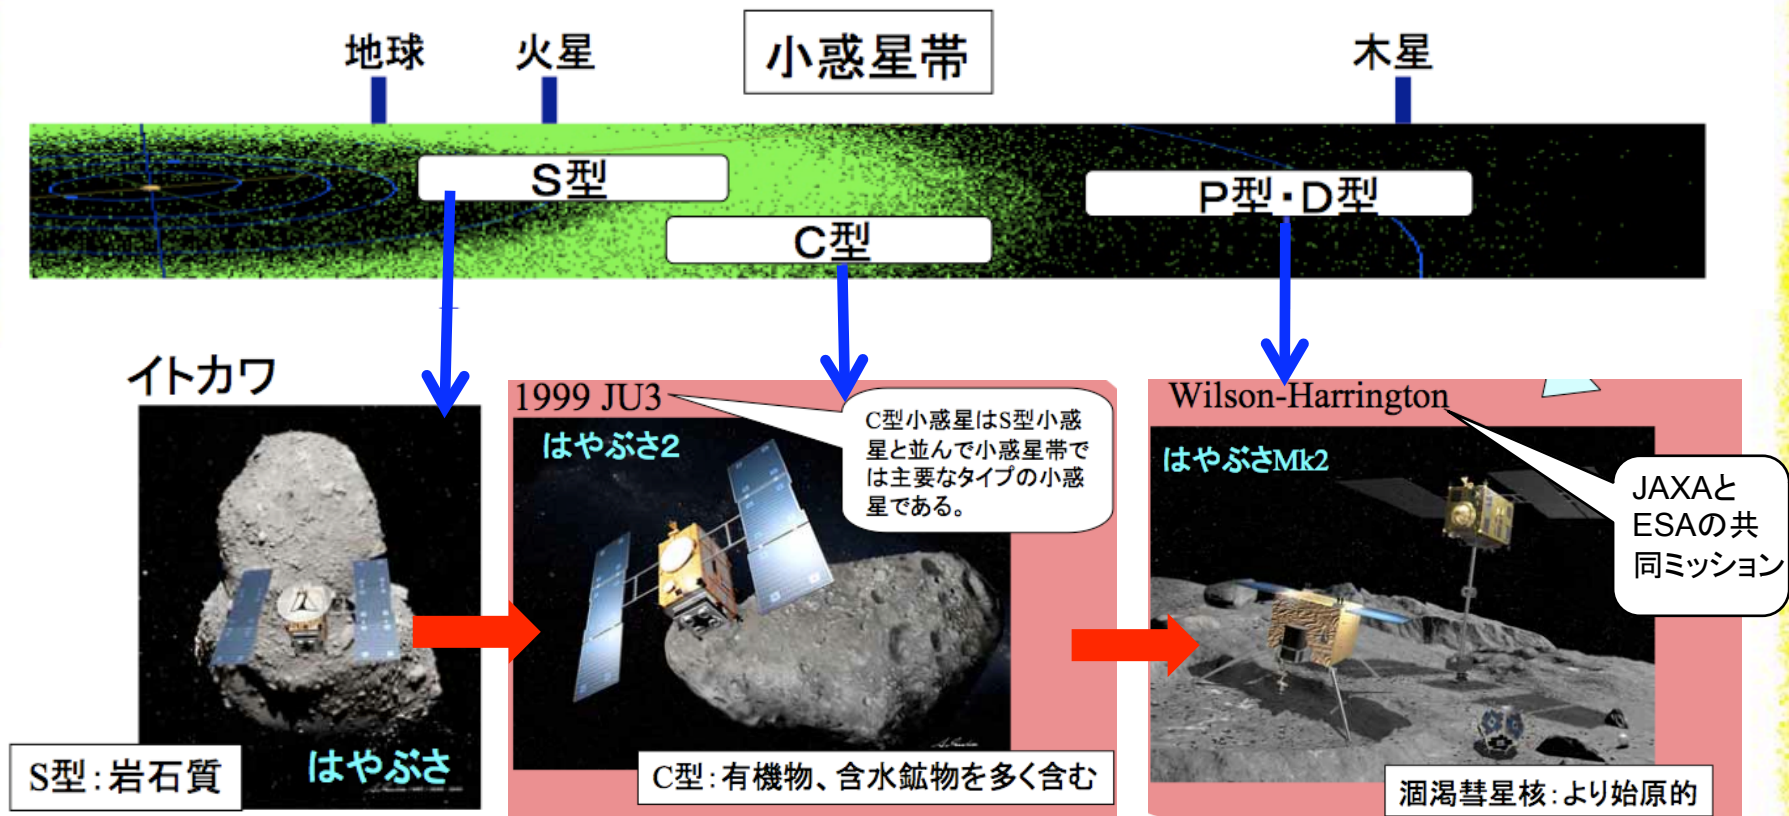 地球
火星
小惑星帯
木星
S型
C型
P型・D型
イトカワ
はやぶさ
S型：岩石質
1999 JU3
はやぶさ2
C型小惑星はS型小惑
星と並んで小惑星帯で
は主要なタイプの小惑
星である。
C型：有機物、含水鉱物を多く含む
Wilson-Harrington
はやぶさMk2
JAXAと
ESAの共
同ミッション
涸渇彗星核：より始原的